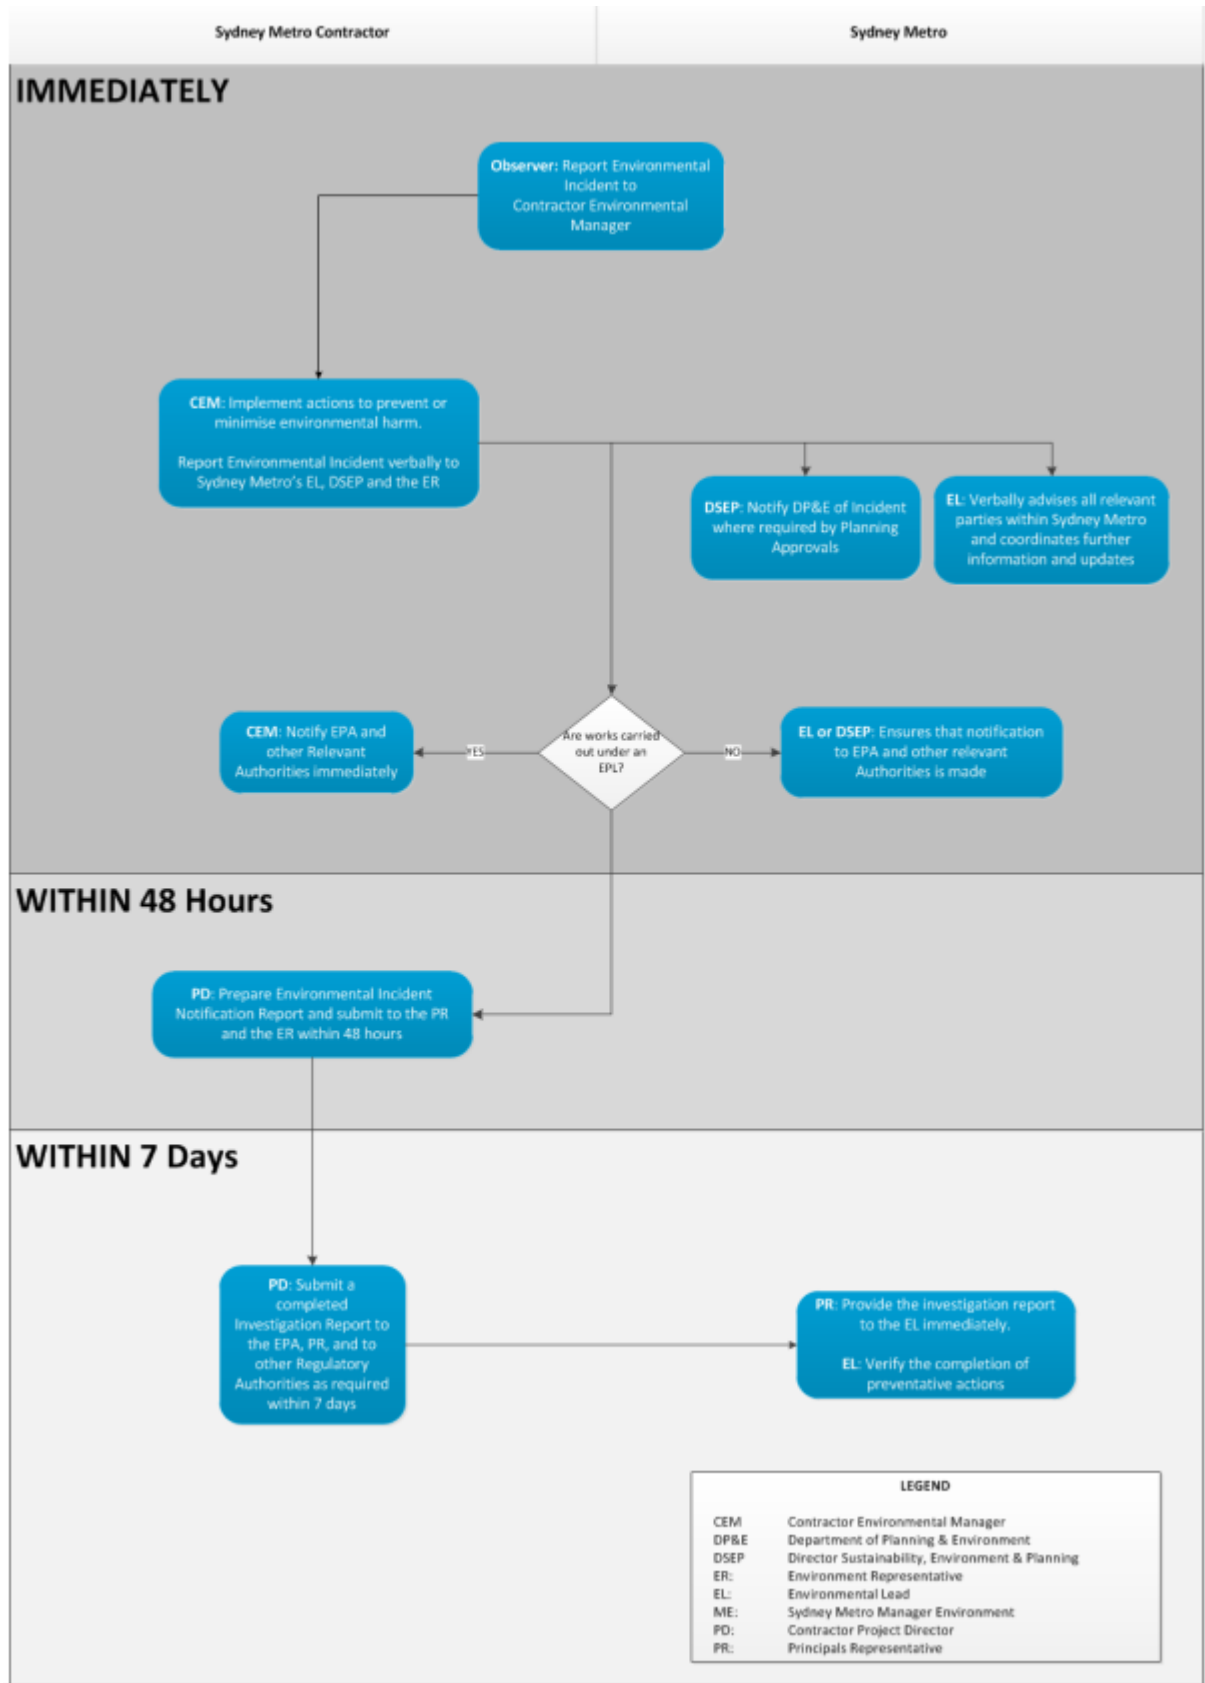 Sydney Metro Contractor
Sydney Metro
IMMEDIATELY
Observer: Report Environmental
Incident to
Contractor Environmental
Manager
CEM: Implement actions to prevent or
minimise environmental harm.
Report Environmental Incident verbally to
Sydney Metro's EL, DSEP and the ER
DSEP: Notify DP&E of Incident
where required by Planning
Approvals
EL: Verbally advises all relevant
parties within Sydney Metro
and coordinates further
information and updates
CEM: Notify EPA and
other Relevant
Authorities immediately
YES
Are works carried
out under an
EPL?
NO
EL or DSEP: Ensures that notification
to EPA and other relevant
Authorities is made
WITHIN 48 Hours
PD: Prepare Environmental Incident
Notification Report and submit to the PR
and the ER within 48 hours
WITHIN 7 Days
PD: Submit a
completed
Investigation Report to
the EPA, PR, and to
other Regulatory
Authorities as required
within 7 days
PR: Provide the investigation report
to the EL immediately.
EL: Verify the completion of
preventative actions
LEGEND
CEM Contractor Environmental Manager
DP&E Department of Planning & Environment
DSEP Director Sustainability, Environment & Planning
ER: Environment Representative
EL: Environmental Lead
ME: Sydney Metro Manager Environment
PD: Contractor Project Director
PR: Principals Representative